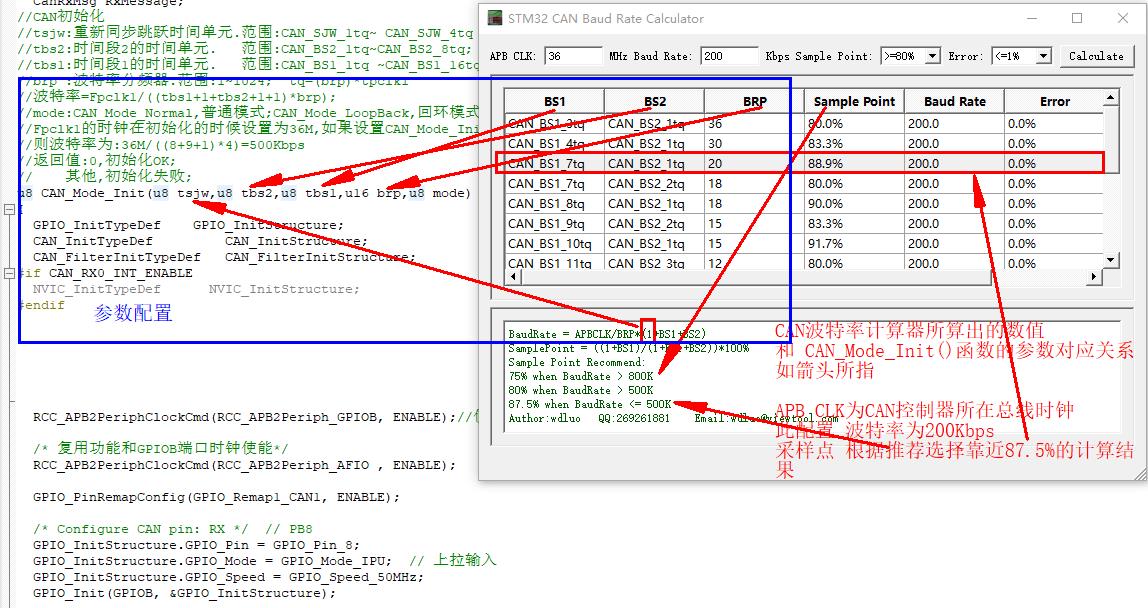 CanRxMsg RxMessage;
//CAN初始化
//tsjw:重新同步跳跃时间单元.范围:CAN_SJW_1tq~ CAN_SJW_4tq
//tbs2:时间段2的时间单元.   范围:CAN_BS2_1tq~CAN_BS2_8tq;
//tbs1:时间段1的时间单元.   范围:CAN_BS1_1tq ~CAN_BS1_16tq
//brp :波特率分频器.范围:1~1024;  tq=(brp)*tpclk1
//波特率=Fpclk1/((tbs1+1+tbs2+1+1)*brp);
//mode:CAN_Mode_Normal,普通模式;CAN_Mode_LoopBack,回环模式
//Fpclk1的时钟在初始化的时候设置为36M,如果设置CAN_Mode_Ini
//则波特率为:36M/((8+9+1)*4)=500Kbps
//返回值:0,初始化OK;
//    其他,初始化失败;
u8 CAN_Mode_Init(u8 tsjw,u8 tbs2,u8 tbs1,u16 brp,u8 mode)
{
GPIO_InitTypeDef    GPIO_InitStructure;
CAN_InitTypeDef        CAN_InitStructure;
CAN_FilterInitTypeDef   CAN_FilterInitStructure;
#if CAN_RX0_INT_ENABLE
NVIC_InitTypeDef      NVIC_InitStructure;
#endif
参数配置
RCC_APB2PeriphClockCmd(RCC_APB2Periph_GPIOB, ENABLE);//
/* 复用功能和GPIOB端口时钟使能*/
RCC_APB2PeriphClockCmd(RCC_APB2Periph_AFIO , ENABLE);
GPIO_PinRemapConfig(GPIO_Remap1_CAN1, ENABLE);
/* Configure CAN pin: RX */  // PB8
GPIO_InitStructure.GPIO_Pin = GPIO_Pin_8;
GPIO_InitStructure.GPIO_Mode = GPIO_Mode_IPU;  // 上拉输入
GPIO_InitStructure.GPIO_Speed = GPIO_Speed_50MHz;
GPIO_Init(GPIOB, &GPIO_InitStructure);
STM32 CAN Baud Rate Calculator
APB CLK: 36 MHz Baud Rate: 200 Kbps Sample Point: >=80% Error: <=1% Calculate
BS1 BS2 BRP Sample Point Baud Rate Error
CAN_BS1_3tq CAN_BS2_1tq 36 80.0% 200.0 0.0%
CAN_BS1_4tq CAN_BS2_1tq 30 83.3% 200.0 0.0%
CAN_BS1_7tq CAN_BS2_1tq 20 88.9% 200.0 0.0%
CAN_BS1_7tq CAN_BS2_2tq 18 80.0% 200.0 0.0%
CAN_BS1_8tq CAN_BS2_1tq 18 90.0% 200.0 0.0%
CAN_BS1_9tq CAN_BS2_2tq 15 83.3% 200.0 0.0%
CAN_BS1_10tq CAN_BS2_1tq 15 91.7% 200.0 0.0%
CAN_BS1_11tq CAN_BS2_3tq 12 80.0% 200.0 0.0%
BaudRate = APBCLK/BRP*(1+BS1+BS2)
SamplePoint = ((1+BS1)/(1+BS1+BS2))*100%
Sample Point Recommend:
75% when BaudRate > 800K
80% when BaudRate > 500K
87.5% when BaudRate <= 500K
Author:wdluo   QQ:269261881    Email:wdluo@viewtool.com
CAN波特率计算器所算出的数值
和 CAN_Mode_Init()函数的参数对应关系
如箭头所指
APB CLK为CAN控制器所在总线时钟
此配置 波特率为200Kbps
采样点 根据推荐选择靠近87.5%的计算结
果